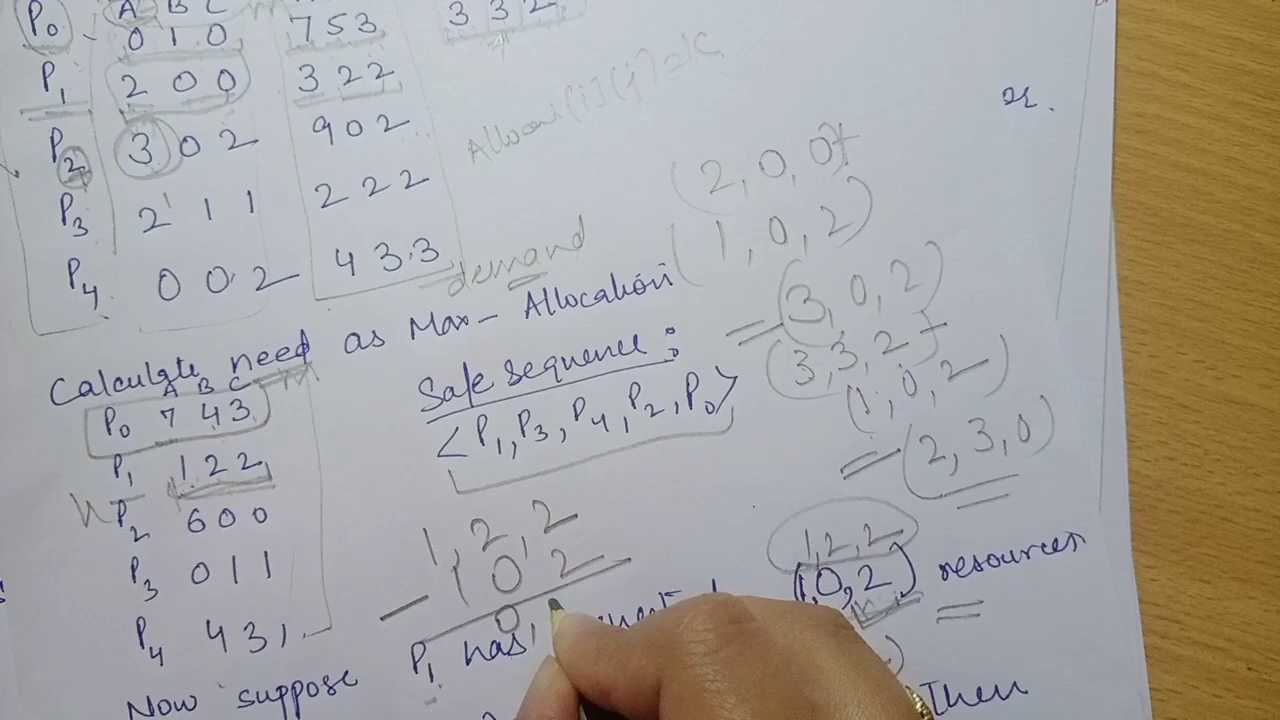 P0 A B C
0 1 0 7 5 3 3 3 2
P1 2 0 0 3 2 2
P2 3 0 2 9 0 2
P3 2 1 1 2 2 2
P4 0 0 2 4 3 3
demand
(2, 0, 0)+
(1, 0, 2)
= (3, 0, 2)
(3, 3, 2)-
(1, 0, 2)
= (2, 3, 0)
Calculate need as Max - Allocation
A B C
P0 7 4 3
P1 1 2 2
P2 6 0 0
P3 0 1 1
P4 4 3 1
Safe sequence:
< P1, P3, P4, P2, P0 >
1, 2, 2
- 1 0 2
0
1, 2, 2
Now suppose P1 has (1, 0, 2) resources
Then